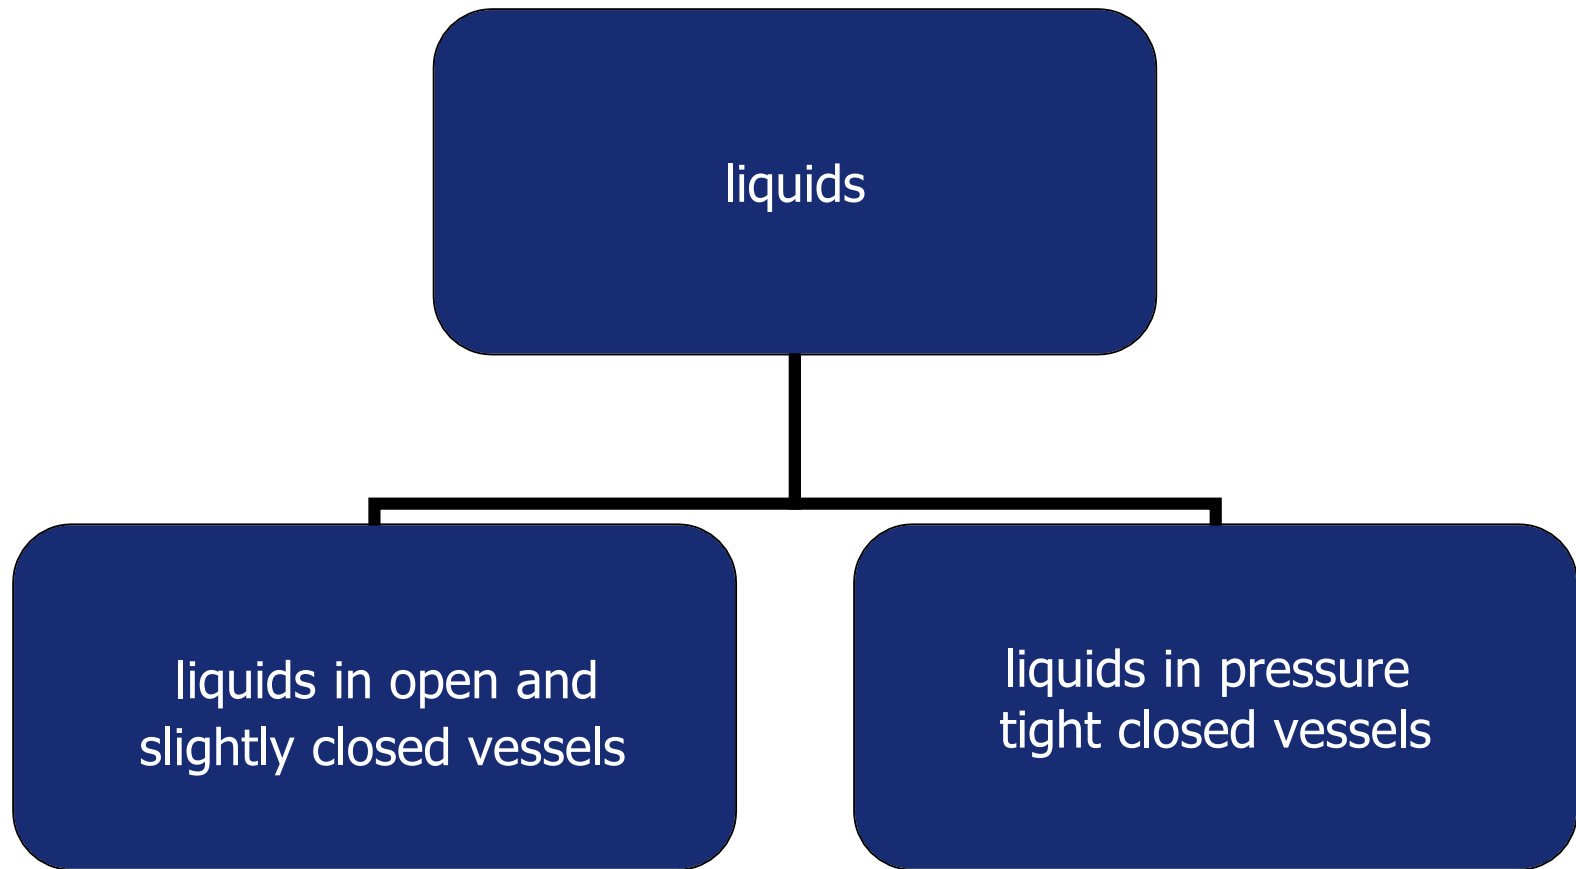 liquids
liquids in open and
slightly closed vessels
liquids in pressure
tight closed vessels